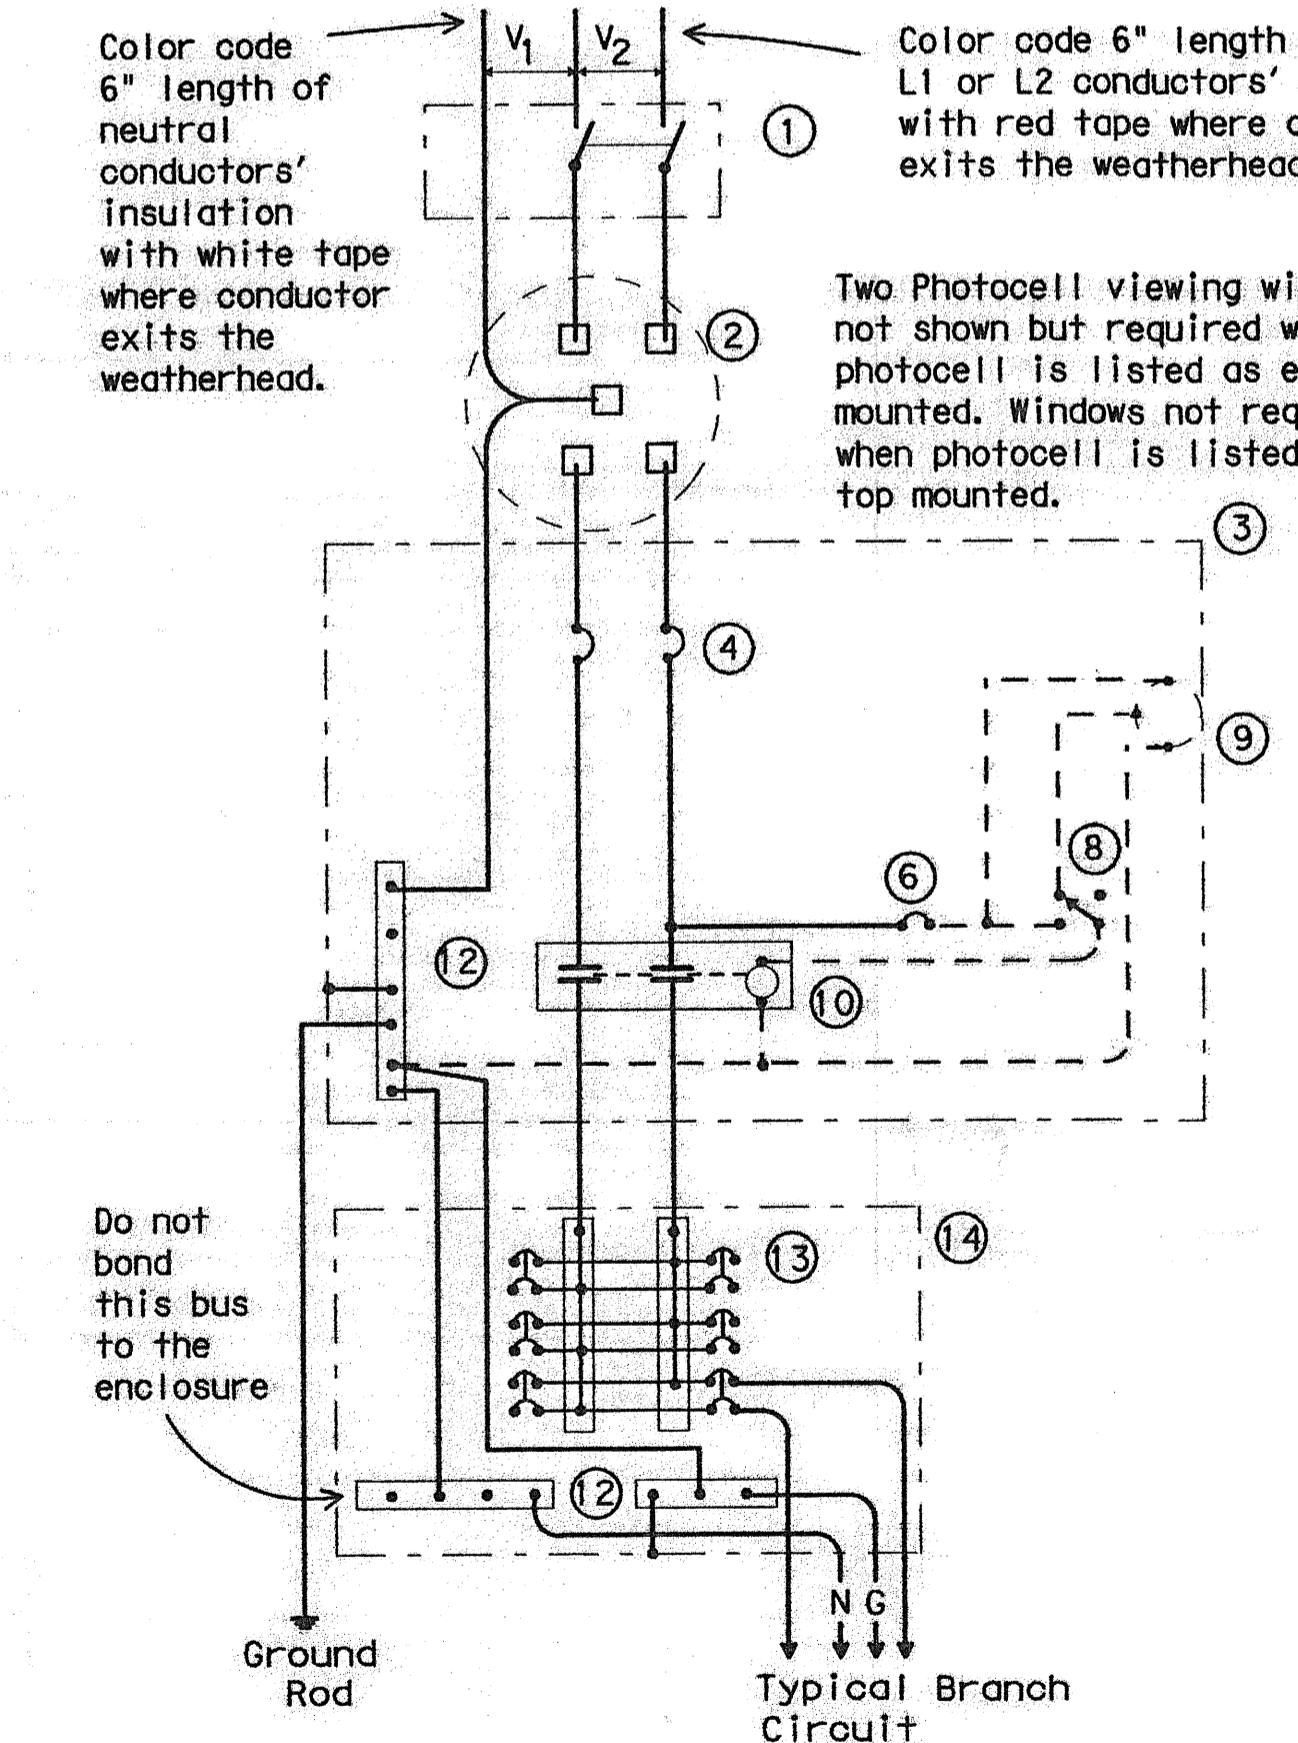 Color code
6" length of
neutral
conductors'
insulation
with white tape
where conductor
exits the
weatherhead.
V1
V2
Color code 6" length
L1 or L2 conductors'
with red tape where
exits the weatherhead
1
2
Two Photocell viewing
not shown but required
photocell is listed as
mounted. Windows not
when photocell is listed
top mounted.
3
4
9
8
6
12
10
Do not
bond
this bus
to the
enclosure
13
14
12
N G
Ground
Rod
Typical Branch
Circuit